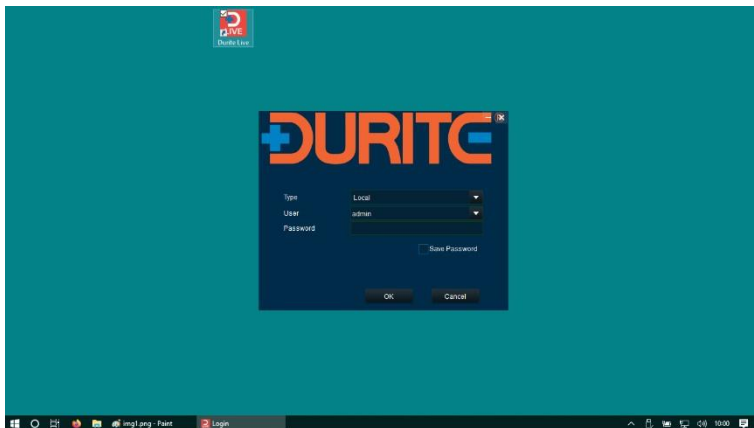 LIVE
Durite Live
DURITE
Type Local
User admin
Password
Save Password
OK Cancel
img1.png - Paint
Login
10:00